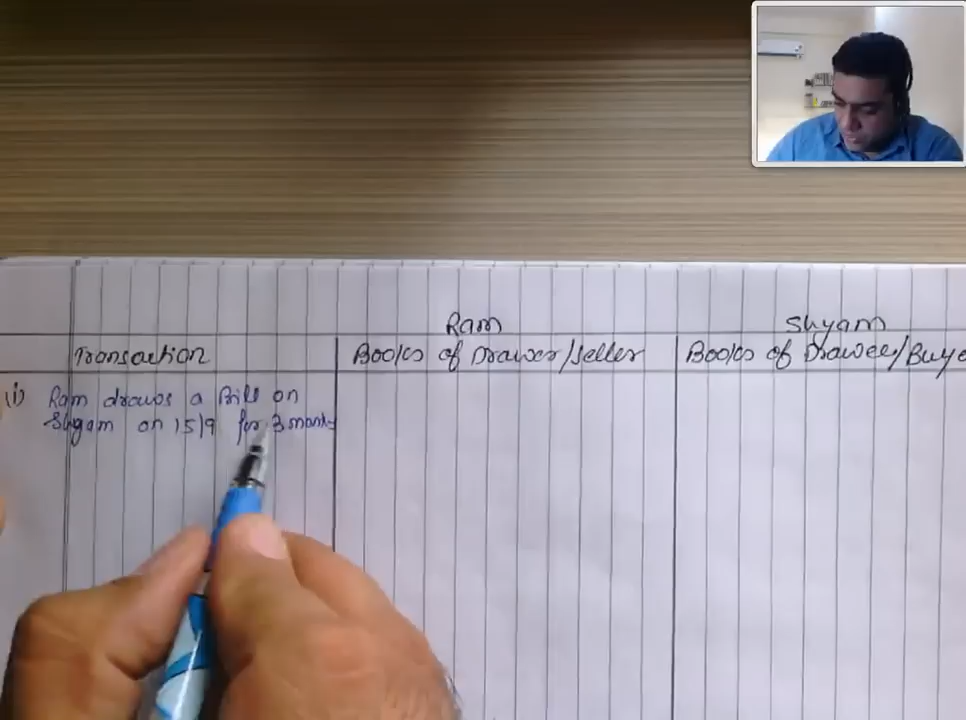 Ram
Shyam
Transaction
Books of Drawer/Seller
Books of Drawee/Buye
(i) Ram draws a Bill on
Shyam on 15/9 for 3 months